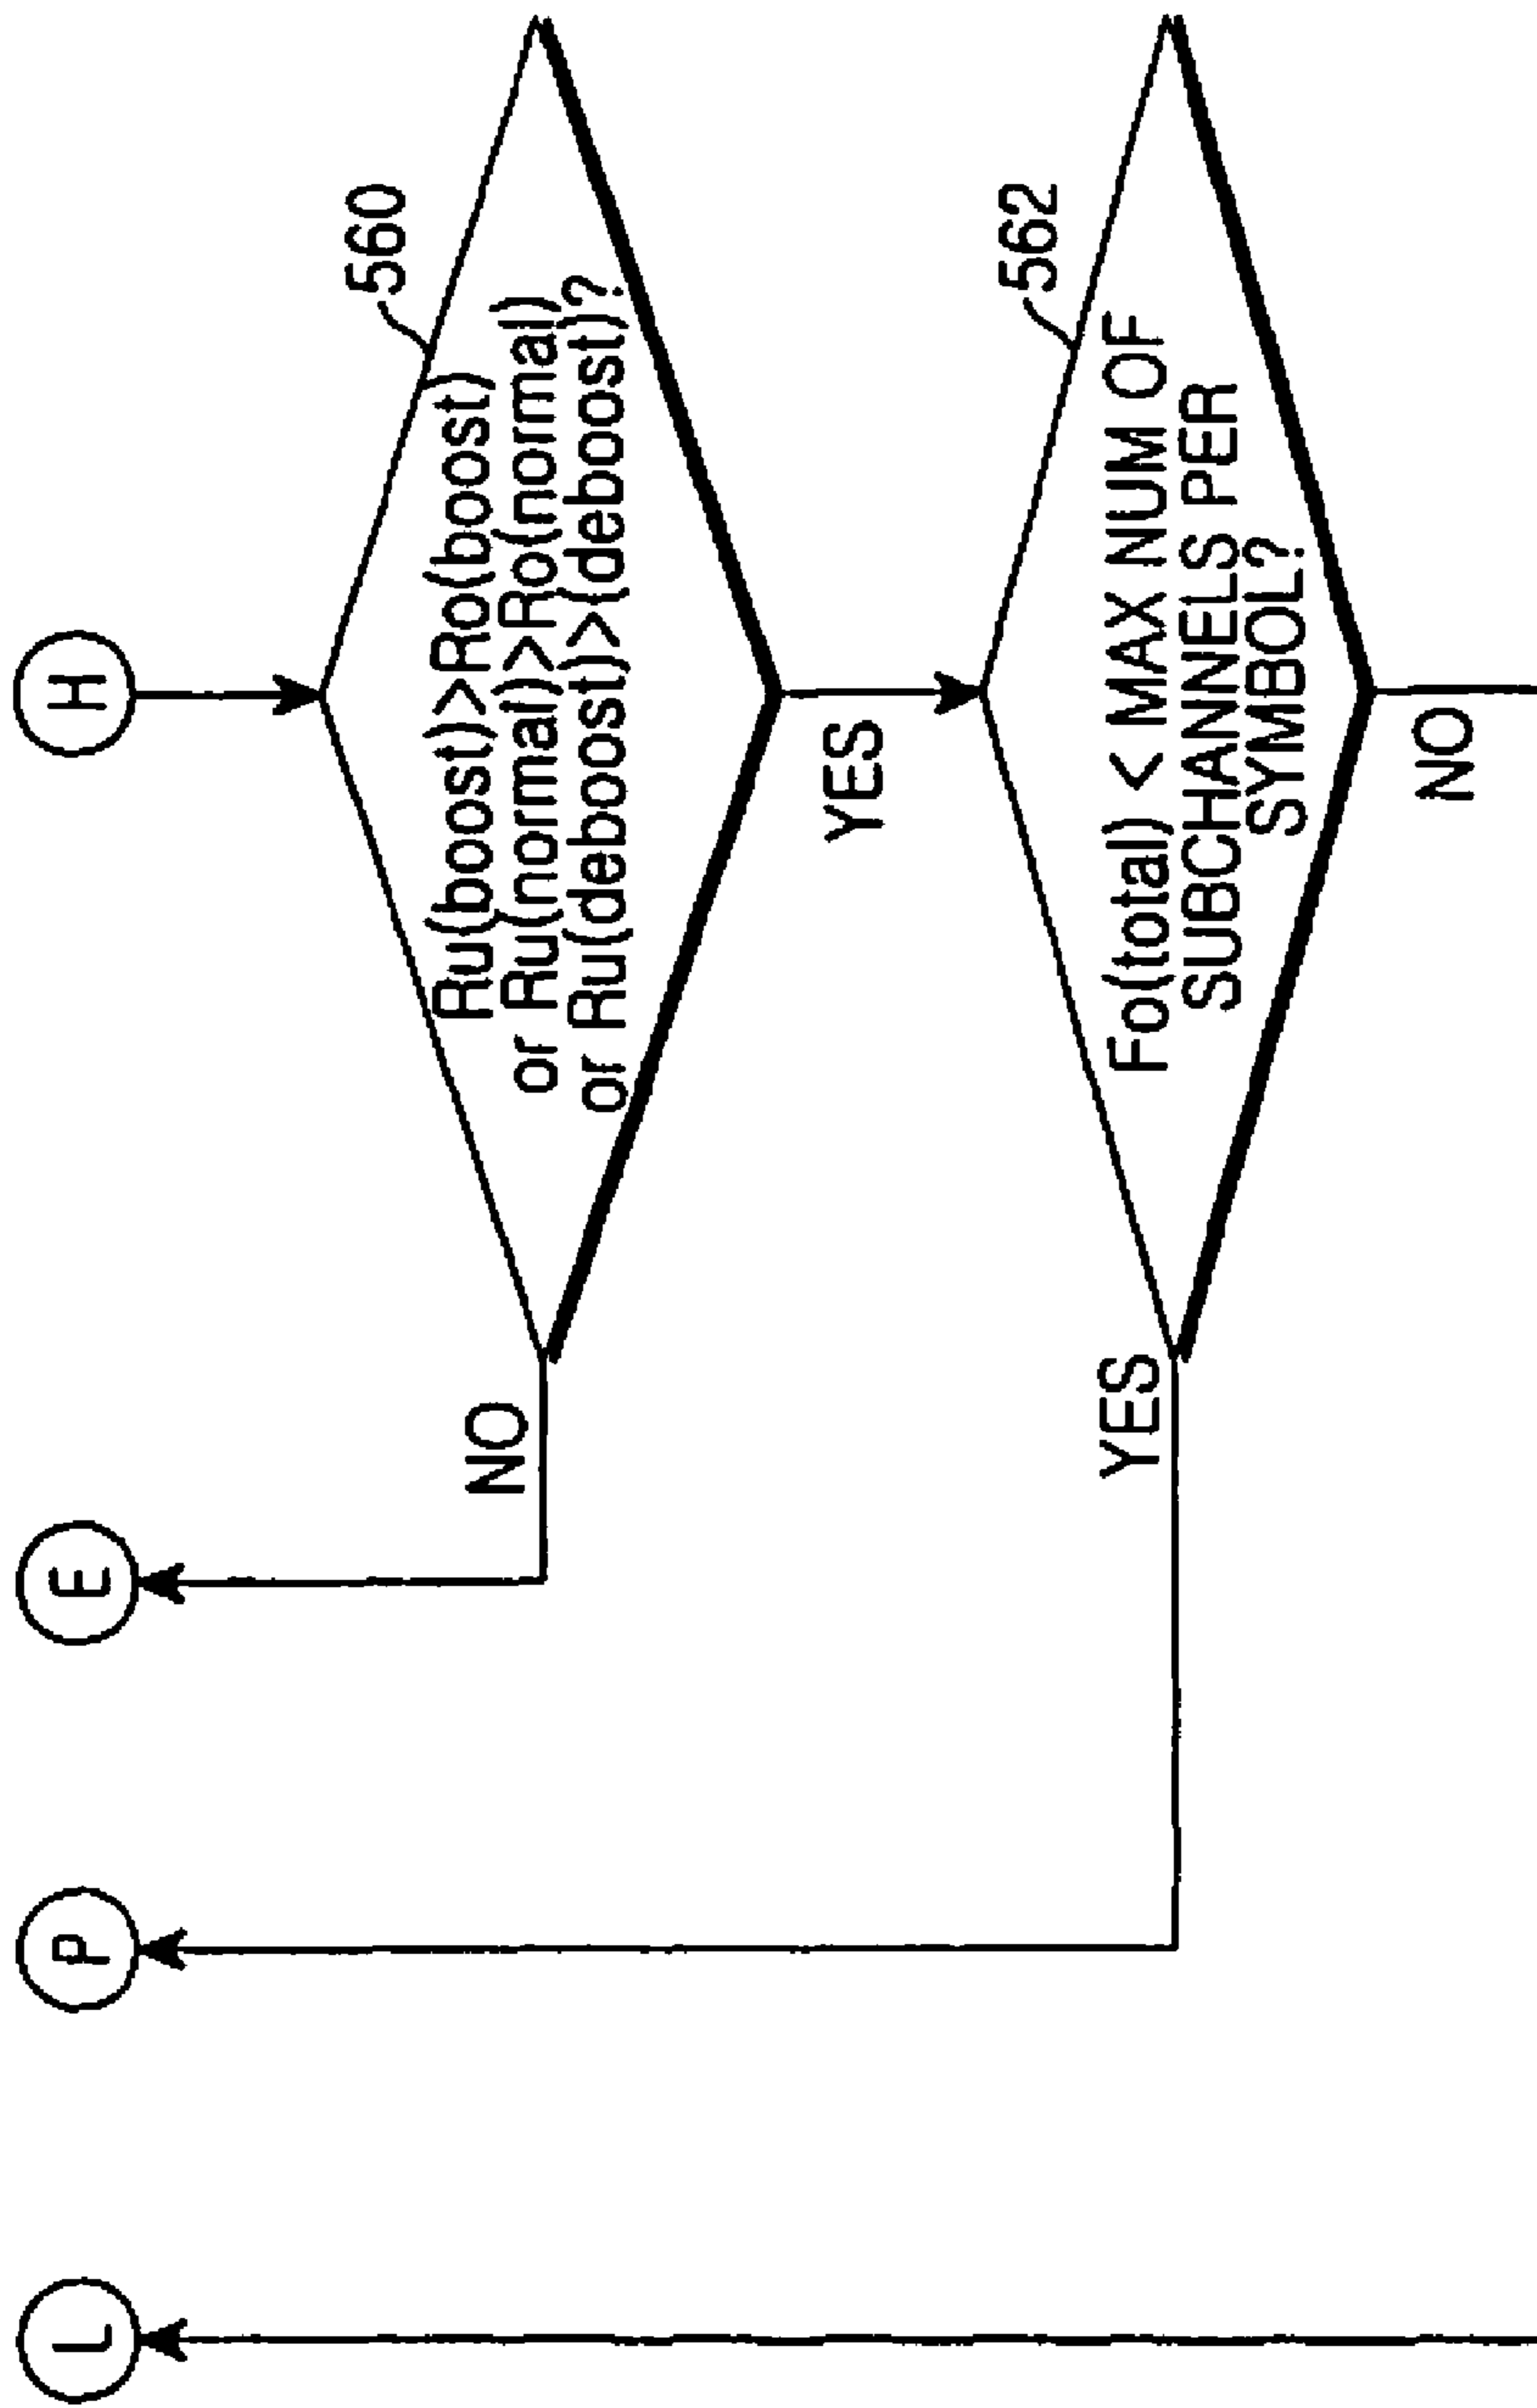 L
P
E
H
560
Ru(boost)>Ro(boost)
or Ru(normal)>Ro(normal)
or Ru(deboost)>(deboost)?
NO
YES
562
Fo(total) < MAX NUM OF
SUBCHANNELS PER
SYMBOL?
YES
NO